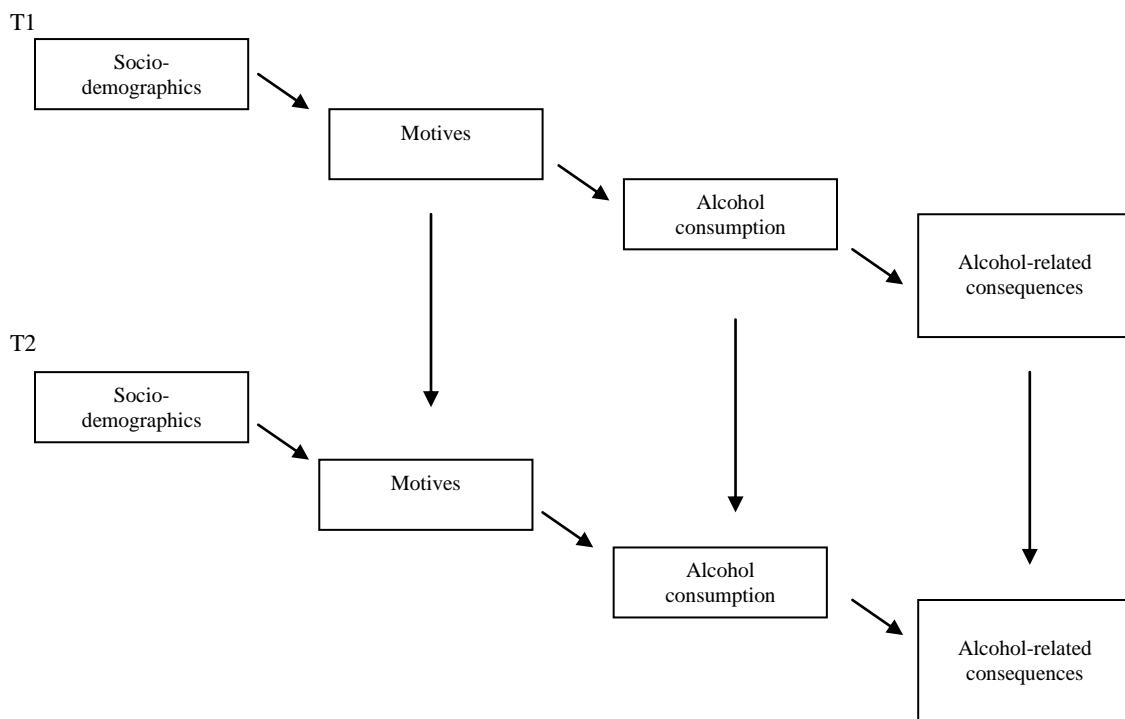 T1
Socio-
demographics
Motives
Alcohol
consumption
Alcohol-related
consequences
T2
Socio-
demographics
Motives
Alcohol
consumption
Alcohol-related
consequences